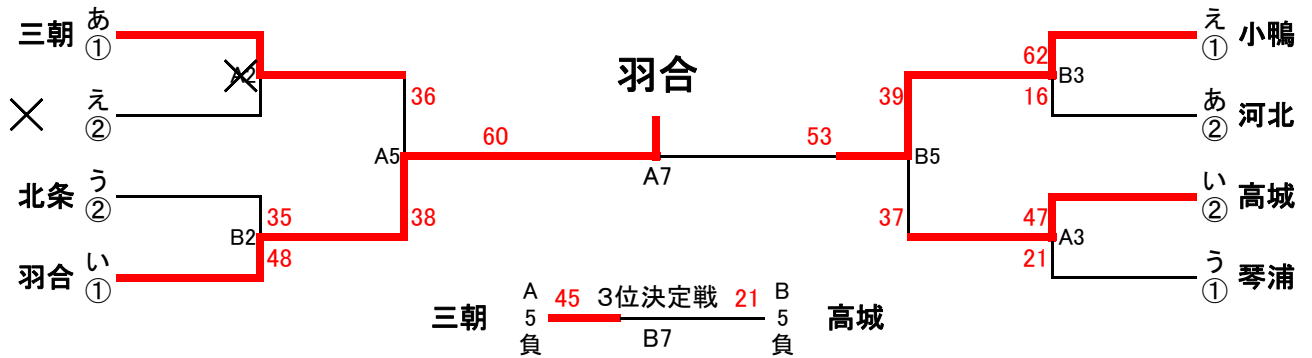 三朝 あ ①
A2
え ②
36
北条 う ②
35
B2
48
羽合 い ①
A5
38
60
羽合
A7
53
39
B5
37
62
B3
16
え ① 小鴨
あ ② 河北
47
A3
21
い ② 高城
う ① 琴浦
三朝 A5負 45 3位決定戦 21 B5負 高城
B7